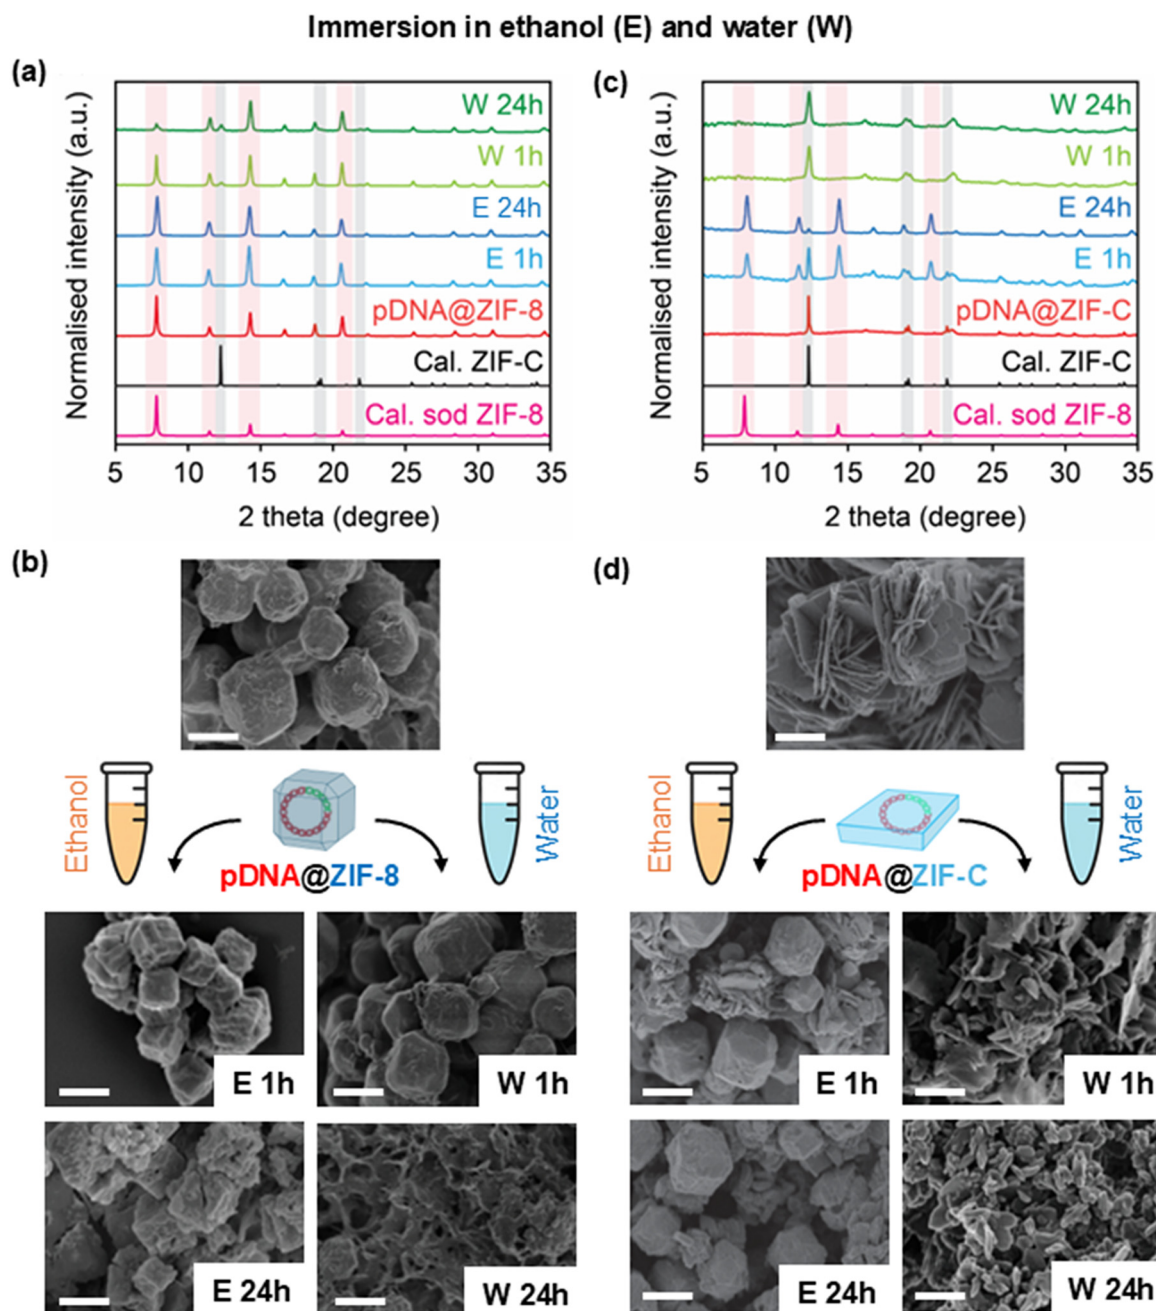 Immersion in ethanol (E) and water (W)
(a)
Normalised intensity (a.u.)
W 24h
W 1h
E 24h
E 1h
pDNA@ZIF-8
Cal. ZIF-C
Cal. sod ZIF-8
5 10 15 20 25 30 35
2 theta (degree)
(c)
Normalised intensity (a.u.)
W 24h
W 1h
E 24h
E 1h
pDNA@ZIF-C
Cal. ZIF-C
Cal. sod ZIF-8
5 10 15 20 25 30 35
2 theta (degree)
(b)
Ethanol
Water
pDNA@ZIF-8
E 1h
W 1h
E 24h
W 24h
(d)
Ethanol
Water
pDNA@ZIF-C
E 1h
W 1h
E 24h
W 24h